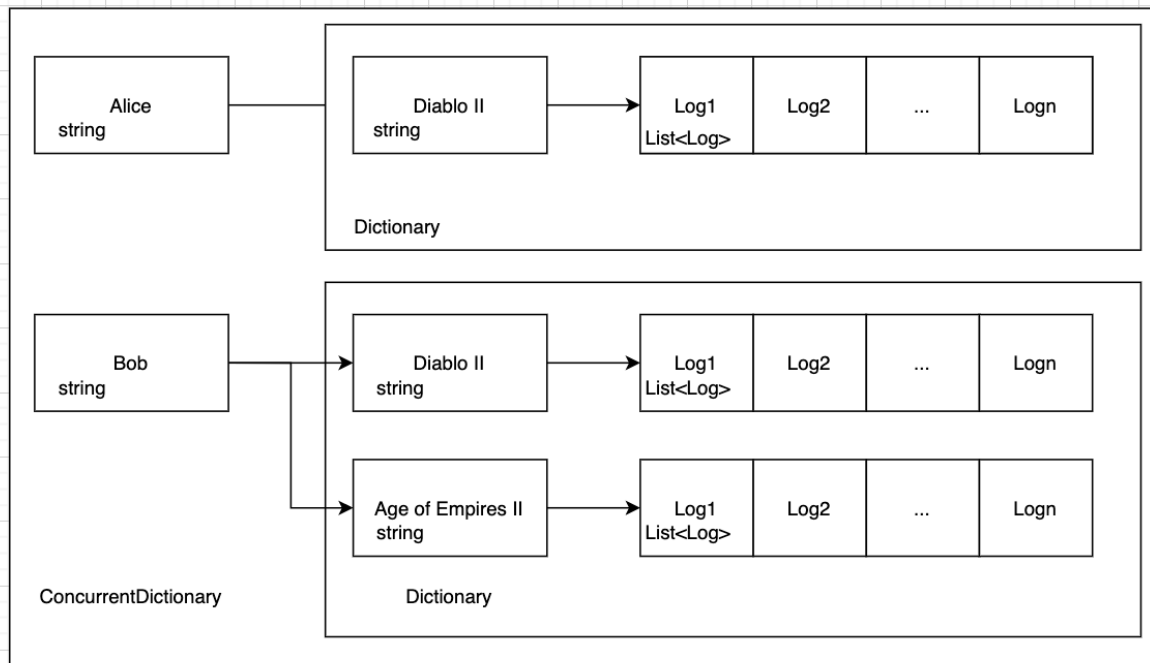 Alice
string
Diablo II
string
Log1
List<Log>
Log2
...
Logn
Dictionary
Bob
string
Diablo II
string
Log1
List<Log>
Log2
...
Logn
Age of Empires II
string
Log1
List<Log>
Log2
...
Logn
ConcurrentDictionary
Dictionary